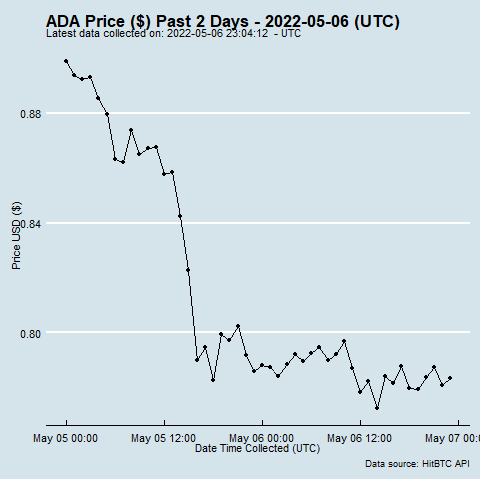 ADA Price ($) Past 2 Days - 2022-05-06 (UTC)
Latest data collected on: 2022-05-06 23:04:12 - UTC
0.88
0.84
0.80
Price USD ($)
May 05 00:00
May 05 12:00
May 06 00:00
May 06 12:00
May 07 00:0
Date Time Collected (UTC)
Data source: HitBTC API